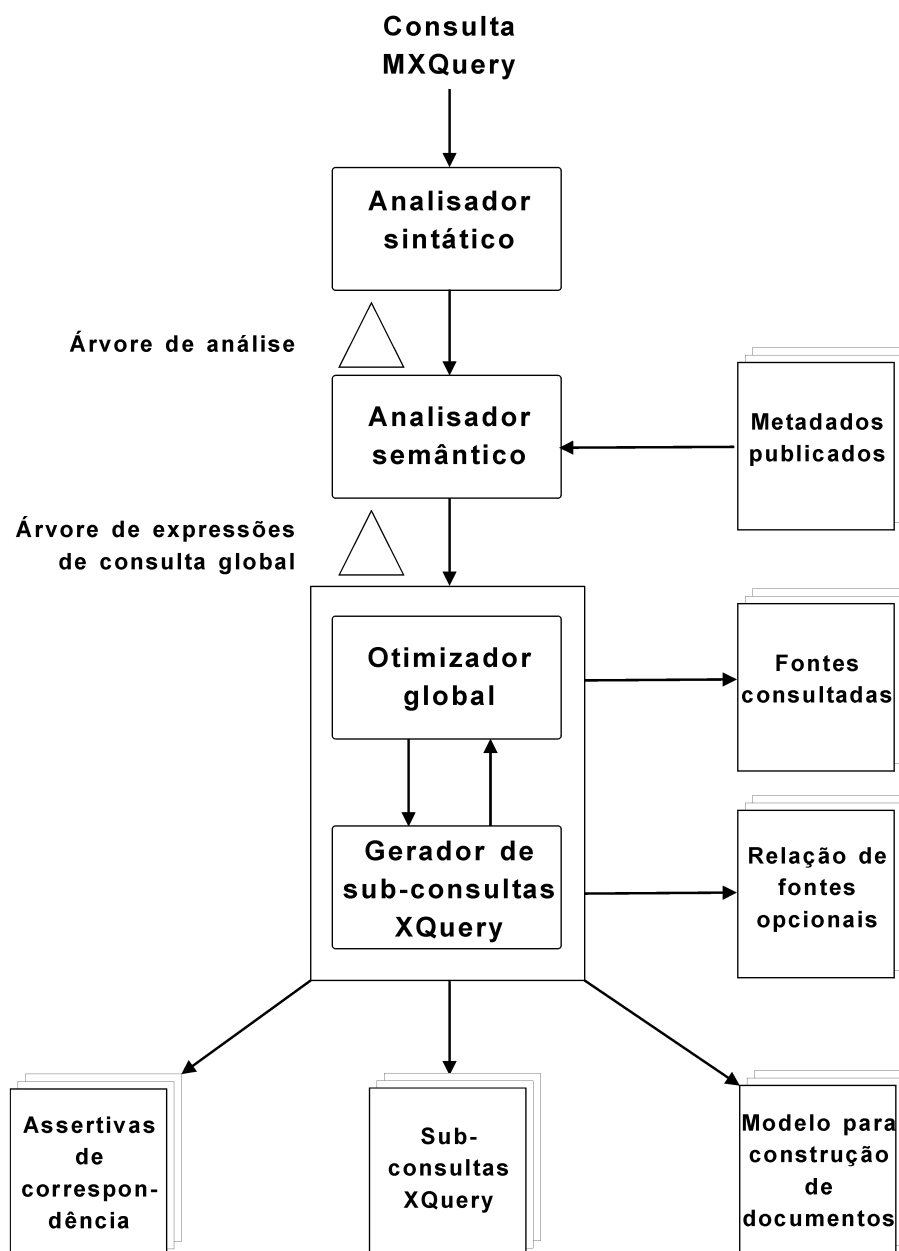 Consulta
MXQuery
Analisador
sintático
Árvore de análise
Analisador
semântico
Metadados
publicados
Árvore de expressões
de consulta global
Otimizador
global
Fontes
consultadas
Gerador de
sub-consultas
XQuery
Relação de
fontes
opcionais
Assertivas
de
correspon-
dência
Sub-
consultas
XQuery
Modelo para
construção
de
documentos